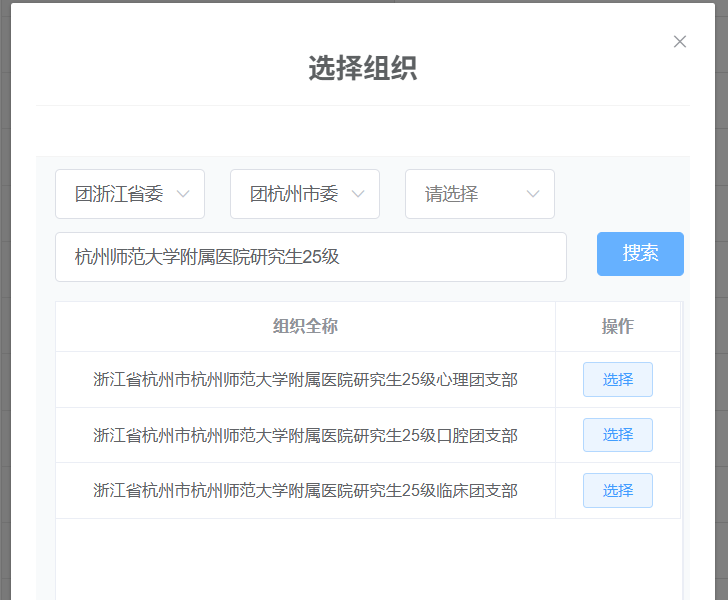 选择组织
团浙江省委 团杭州市委 请选择
杭州师范大学附属医院研究生25级 搜索
组织全称 操作
浙江省杭州市杭州师范大学附属医院研究生25级心理团支部 选择
浙江省杭州市杭州师范大学附属医院研究生25级口腔团支部 选择
浙江省杭州市杭州师范大学附属医院研究生25级临床团支部 选择